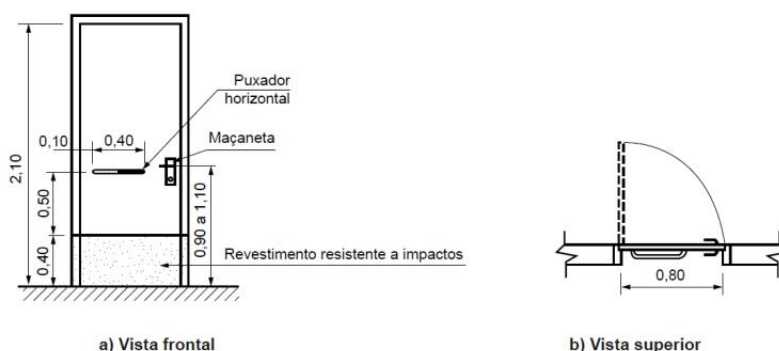 Puxador
horizontal
0,10
0,40
Maçaneta
2,10
0,50
0,90 a 1,10
0,40
Revestimento resistente a impactos
0,80
a) Vista frontal
b) Vista superior